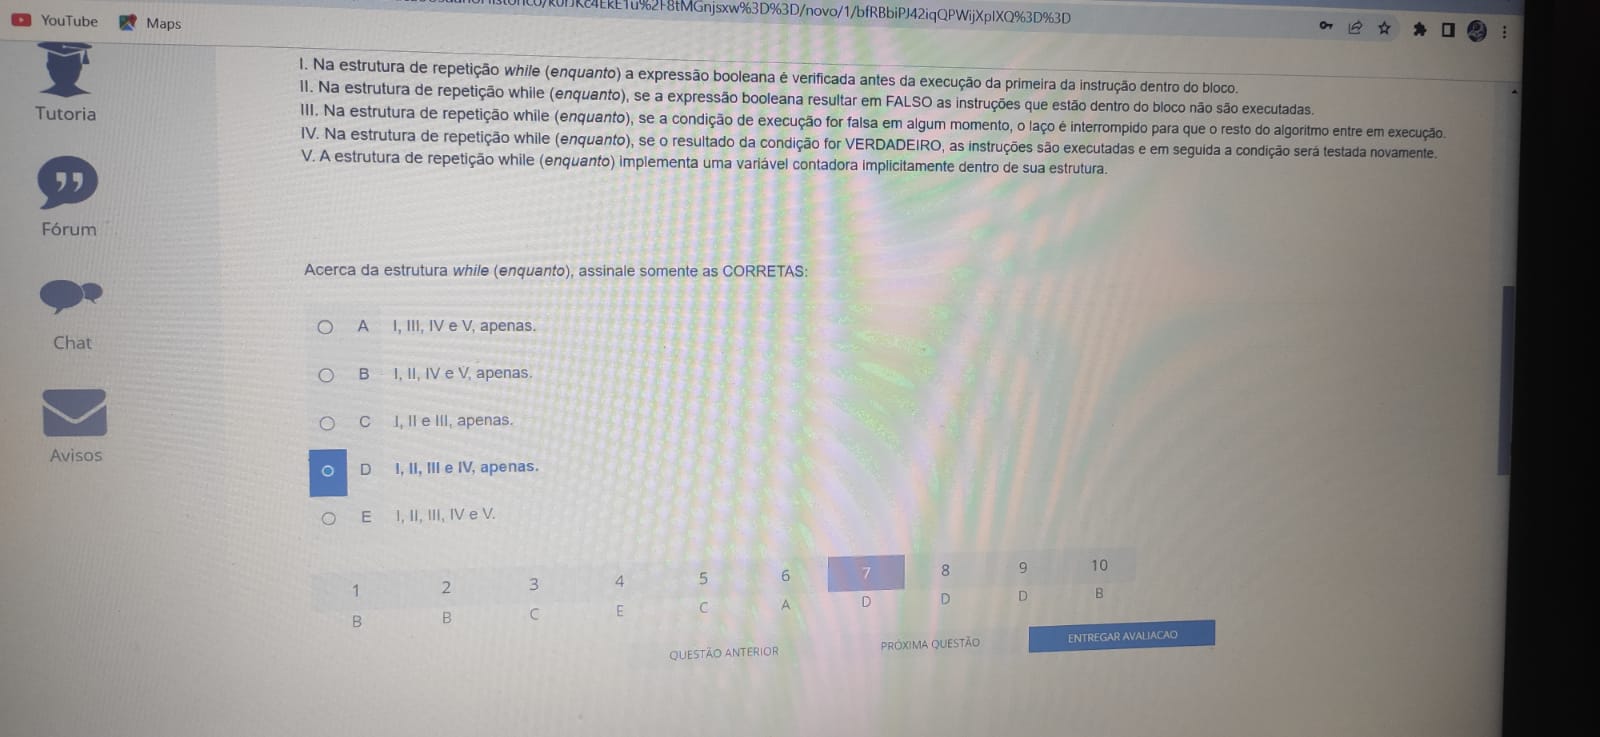 novo/1/bfRBbiPJ42iqQPWijXpIXQ%3D%3D
YouTube
Maps
Tutoria
Fórum
Chat
Avisos
I. Na estrutura de repetição while (enquanto) a expressão booleana é verificada antes da execução da primeira da instrução dentro do bloco.
II. Na estrutura de repetição while (enquanto), se a expressão booleana resultar em FALSO as instruções que estão dentro do bloco não são executadas.
III. Na estrutura de repetição while (enquanto), se a condição de execução for falsa em algum momento, o laço é interrompido para que o resto do algoritmo entre em execução.
IV. Na estrutura de repetição while (enquanto), se o resultado da condição for VERDADEIRO, as instruções são executadas e em seguida a condição será testada novamente.
V. A estrutura de repetição while (enquanto) implementa uma variável contadora implicitamente dentro de sua estrutura.
Acerca da estrutura while (enquanto), assinale somente as CORRETAS:
A I, III, IV e V, apenas.
B I, II, IV e V, apenas.
C I, II e III, apenas.
D I, II, III e IV, apenas.
E I, II, III, IV e V.
1 2 3 4 5 6 7 8 9 10
B B C E C A D D D B
QUESTÃO ANTERIOR PRÓXIMA QUESTÃO ENTREGAR AVALIACAO